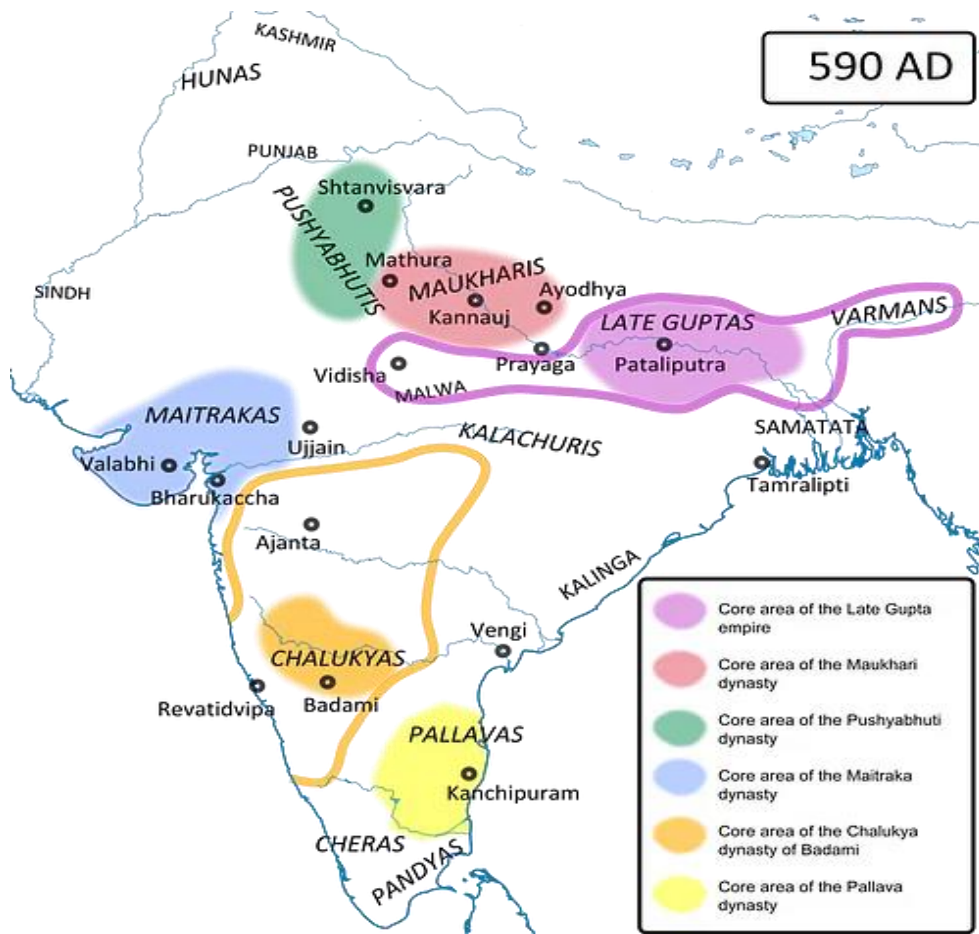 KASHMIR
HUNAS
590 AD
PUNJAB
Shtanvisvara
PUSHYABHUTIS
Mathura
MAUKHARIS
SINDH
Ayodhya
Kannauj
VARMANS
LATE GUPTAS
Prayaga
Pataliputra
Vidisha
MALWA
MAITRAKAS
Ujjain
KALACHURIS
SAMATATA
Valabhi
Bharukaccha
Tamralipti
Ajanta
KALINGA
Vengi
CHALUKYAS
Revatidvipa
Badami
PALLAVAS
Kanchipuram
CHERAS
PANDYAS
Core area of the Late Gupta
empire
Core area of the Maukhari
dynasty
Core area of the Pushyabhuti
dynasty
Core area of the Maitraka
dynasty
Core area of the Chalukya
dynasty of Badami
Core area of the Pallava
dynasty